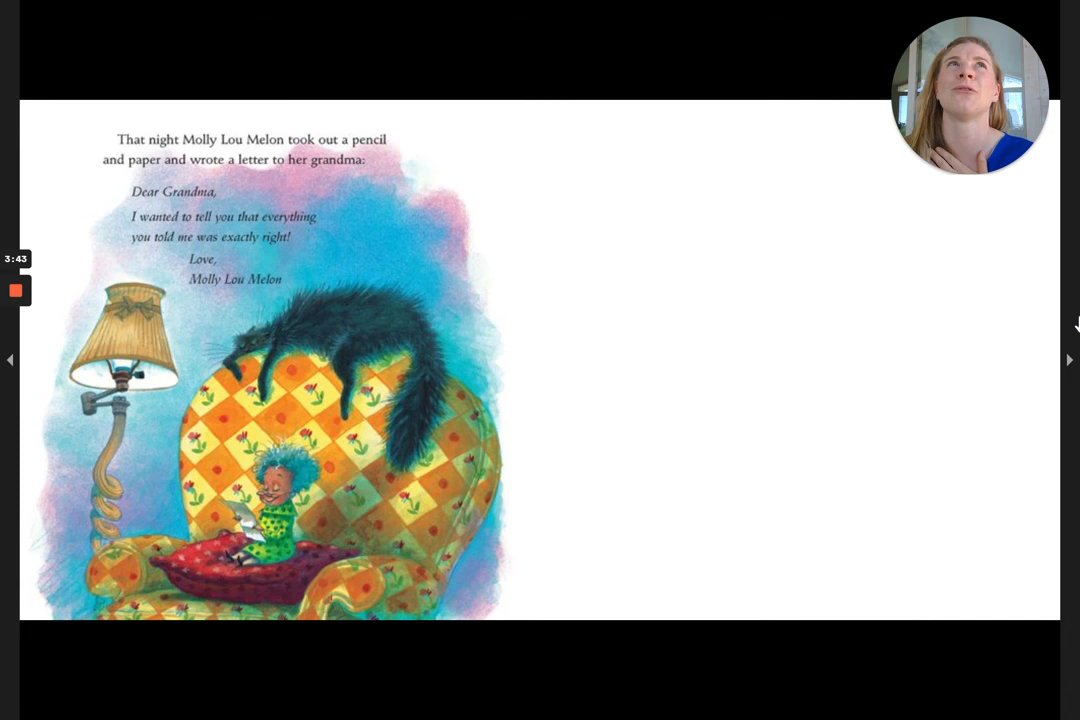 That night Molly Lou Melon took out a pencil
and paper and wrote a letter to her grandma:
Dear Grandma,
I wanted to tell you that everything
you told me was exactly right!
Love,
Molly Lou Melon
3:43